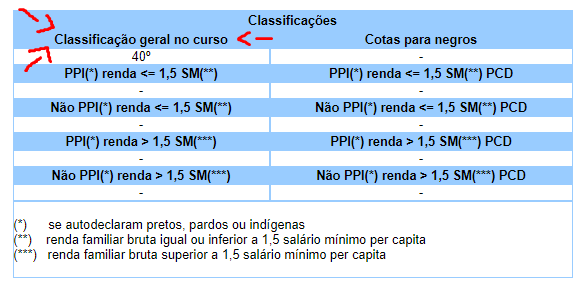 Classificações
Classificação geral no curso Cotas para negros
40º -
PPI(*) renda <= 1,5 SM(**) PPI(*) renda <= 1,5 SM(**) PCD
- -
Não PPI(*) renda <= 1,5 SM(**) Não PPI(*) renda <= 1,5 SM(**) PCD
- -
PPI(*) renda > 1,5 SM(***) PPI(*) renda > 1,5 SM(***) PCD
- -
Não PPI(*) renda > 1,5 SM(***) Não PPI(*) renda > 1,5 SM(***) PCD
- -
(*) se autodeclaram pretos, pardos ou indígenas
(**) renda familiar bruta igual ou inferior a 1,5 salário mínimo per capita
(***) renda familiar bruta superior a 1,5 salário mínimo per capita